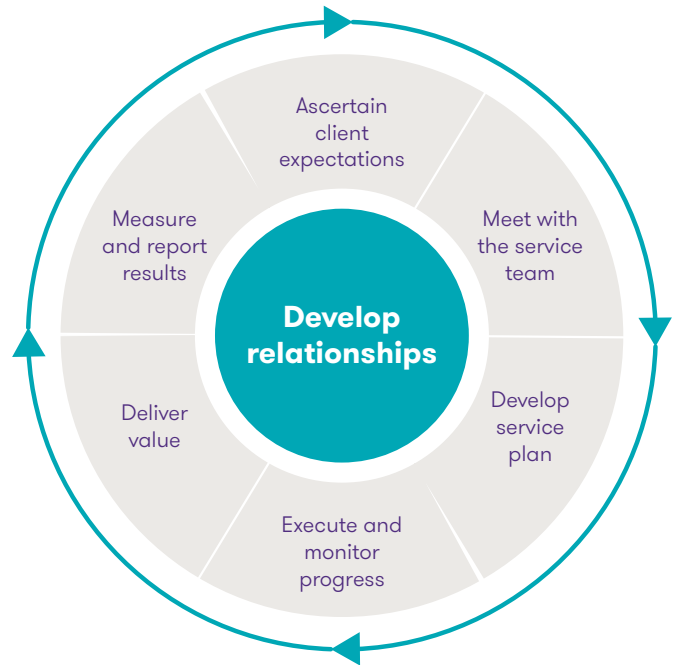 Ascertain
client
expectations
Meet with
the service
team
Develop
service
plan
Execute and
monitor
progress
Deliver
value
Measure
and report
results
Develop
relationships